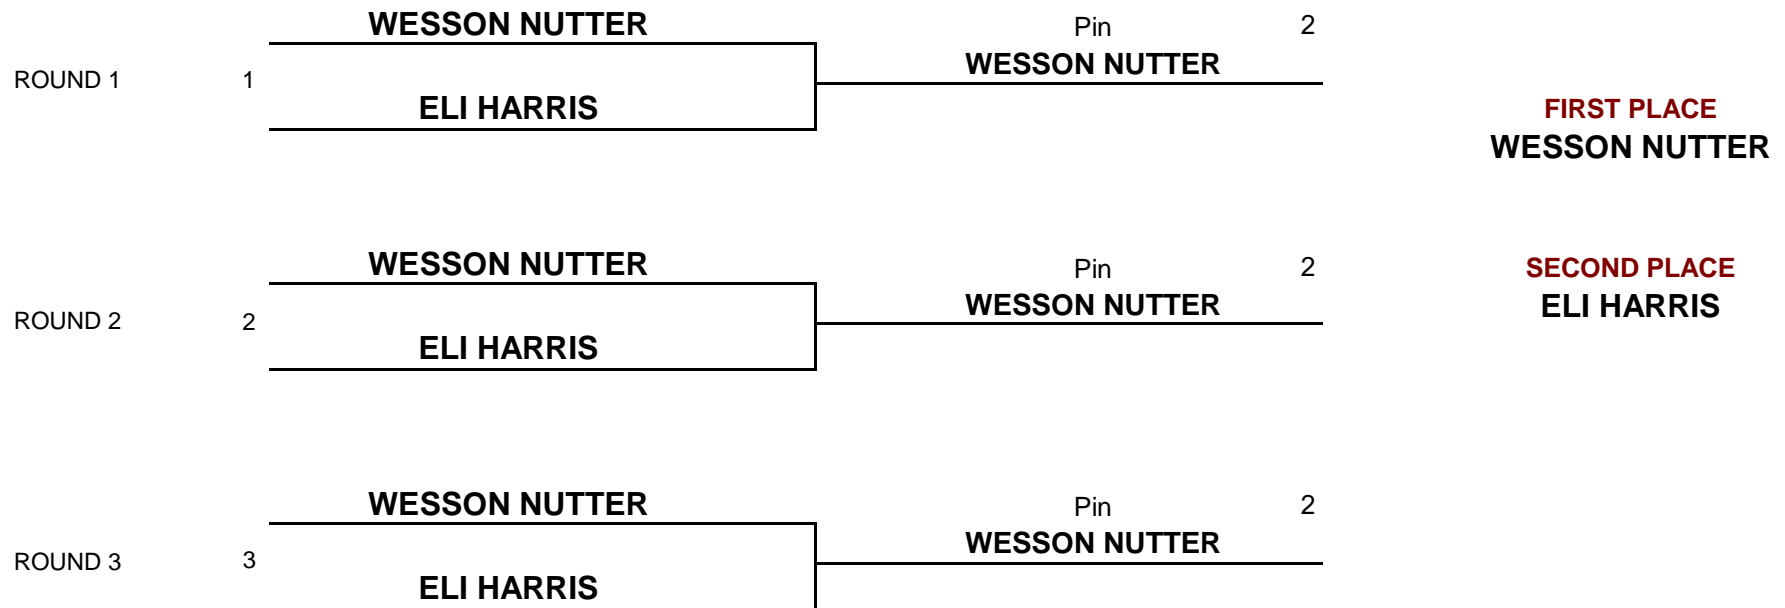 WESSON NUTTER
Pin 2
WESSON NUTTER
ROUND 1 1
ELI HARRIS
FIRST PLACE
WESSON NUTTER
WESSON NUTTER
Pin 2
SECOND PLACE
WESSON NUTTER
ELI HARRIS
ROUND 2 2
ELI HARRIS
WESSON NUTTER
Pin 2
WESSON NUTTER
ROUND 3 3
ELI HARRIS